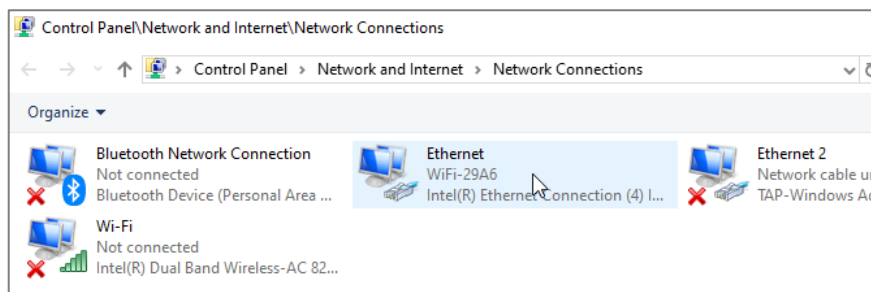 Control Panel\Network and Internet\Network Connections
Control Panel > Network and Internet > Network Connections
Organize
Bluetooth Network Connection
Not connected
Bluetooth Device (Personal Area ...
Ethernet
WiFi-29A6
Intel(R) Ethernet Connection (4) I...
Ethernet 2
Network cable
TAP-Windows
Wi-Fi
Not connected
Intel(R) Dual Band Wireless-AC 82...